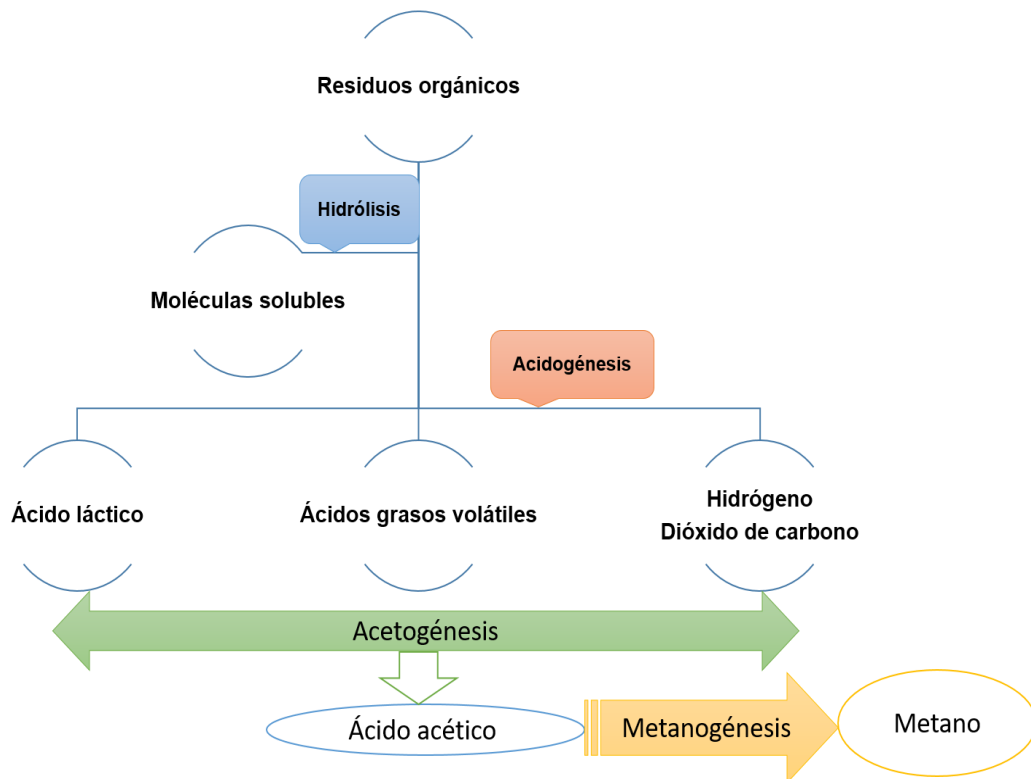 Residuos orgánicos
Hidrólisis
Moléculas solubles
Acidogénesis
Ácido láctico
Ácidos grasos volátiles
Hidrógeno
Dióxido de carbono
Acetogénesis
Ácido acético
Metanogénesis
Metano